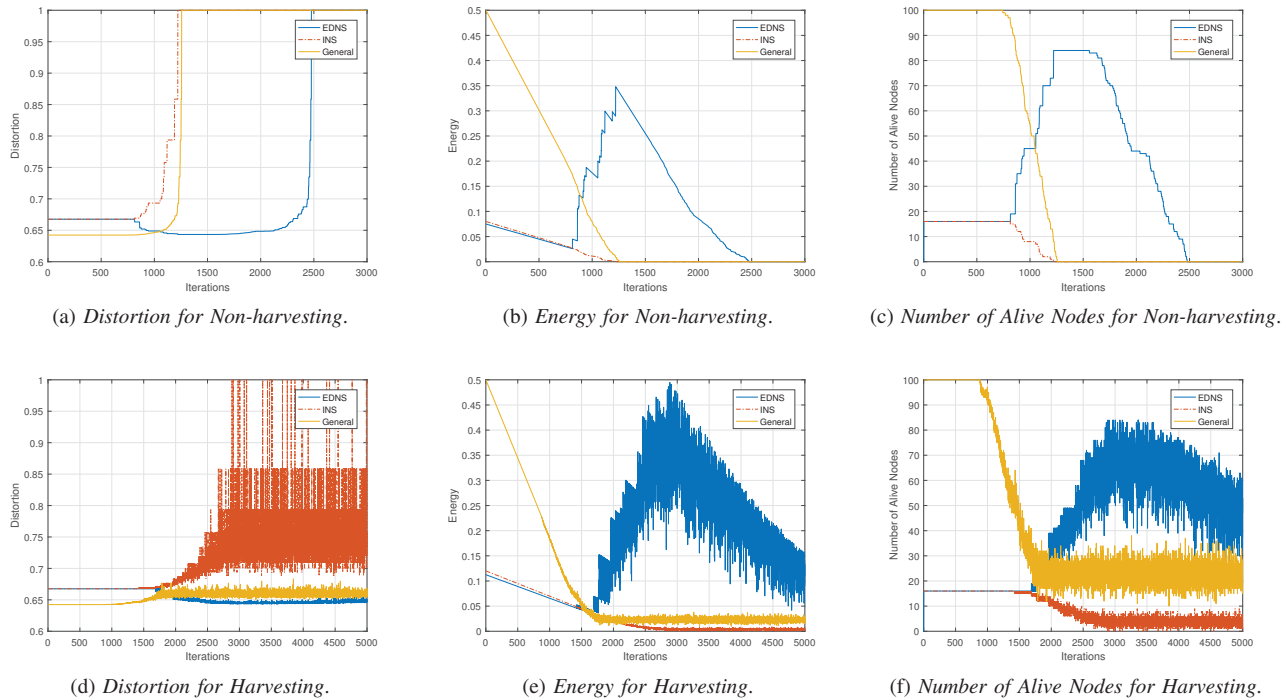 1
0.95
0.9
0.85
0.8
0.75
0.7
0.65
0.6
Distortion
0 500 1000 1500 2000 2500 3000
Iterations
EDNS
INS
General
(a) Distortion for Non-harvesting.
0.5
0.45
0.4
0.35
0.3
0.25
0.2
0.15
0.1
0.05
0
Energy
0 500 1000 1500 2000 2500 3000
Iterations
EDNS
INS
General
(b) Energy for Non-harvesting.
100
90
80
70
60
50
40
30
20
10
0
Number of Alive Nodes
0 500 1000 1500 2000 2500 3000
Iterations
EDNS
INS
General
(c) Number of Alive Nodes for Non-harvesting.
1
0.95
0.9
0.85
0.8
0.75
0.7
0.65
0.6
Distortion
0 500 1000 1500 2000 2500 3000 3500 4000 4500 5000
Iterations
EDNS
INS
General
(d) Distortion for Harvesting.
0.5
0.45
0.4
0.35
0.3
0.25
0.2
0.15
0.1
0.05
0
Energy
0 500 1000 1500 2000 2500 3000 3500 4000 4500 5000
Iterations
EDNS
INS
General
(e) Energy for Harvesting.
100
90
80
70
60
50
40
30
20
10
0
Number of Alive Nodes
0 500 1000 1500 2000 2500 3000 3500 4000 4500 5000
Iterations
EDNS
INS
General
(f) Number of Alive Nodes for Harvesting.